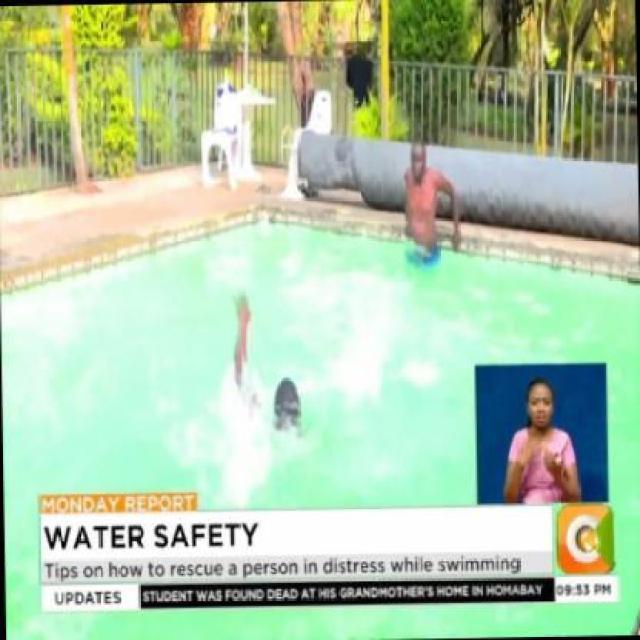 MONDAY REPORT
WATER SAFETY
Tips on how to rescue a person in distress while swimming
UPDATES STUDENT WAS FOUND DEAD AT HIS GRANDMOTHER'S HOME IN HOMABAY 09:53 PM